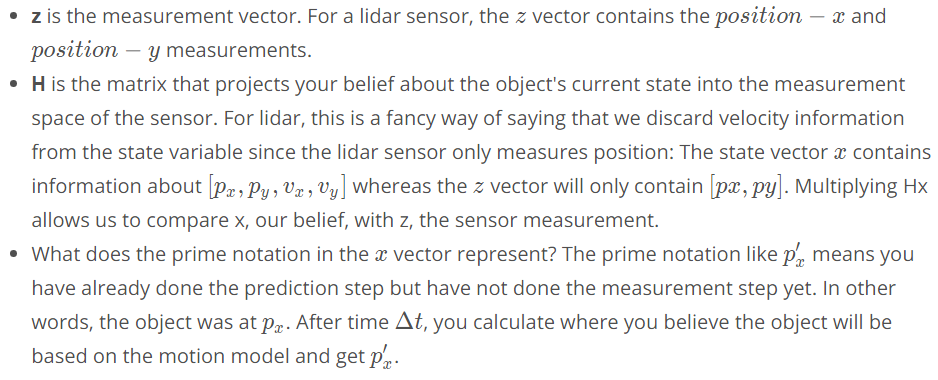 • z is the measurement vector. For a lidar sensor, the z vector contains the position − x and
position − y measurements.
• H is the matrix that projects your belief about the object's current state into the measurement
space of the sensor. For lidar, this is a fancy way of saying that we discard velocity information
from the state variable since the lidar sensor only measures position: The state vector x contains
information about [pₓ, p_y, vₓ, v_y] whereas the z vector will only contain [px, py]. Multiplying Hx
allows us to compare x, our belief, with z, the sensor measurement.
• What does the prime notation in the x vector represent? The prime notation like p′ₓ means you
have already done the prediction step but have not done the measurement step yet. In other
words, the object was at pₓ. After time Δt, you calculate where you believe the object will be
based on the motion model and get p′ₓ.